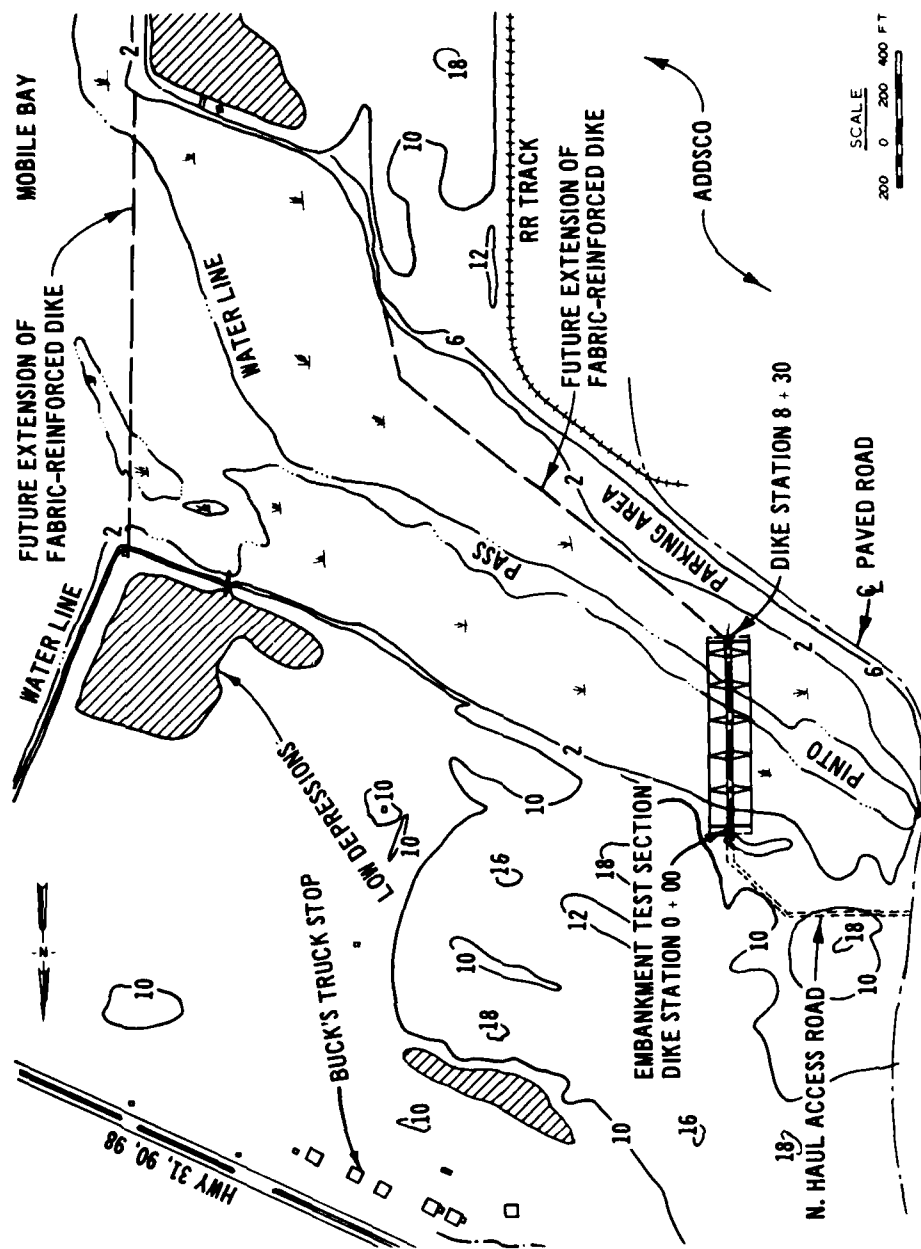 MOBILE BAY
FUTURE EXTENSION OF
FABRIC-REINFORCED DIKE
WATER LINE
2
2
2
WATER LINE
LOW DEPRESSIONS
HWY 31, 90, 98
BUCK'S TRUCK STOP
10
10
10
10
10
16
18
12
10
18
10
16
18
18
10
10
18
10
12
RR TRACK
6
FUTURE EXTENSION OF
FABRIC-REINFORCED DIKE
ADDSCO
2
PASS
PARKING AREA
2
EMBANKMENT TEST SECTION
DIKE STATION 0 + 00
DIKE STATION 8 + 30
PINTO
2
6
℄ PAVED ROAD
N. HAUL ACCESS ROAD
N
SCALE
200 0 200 400 FT